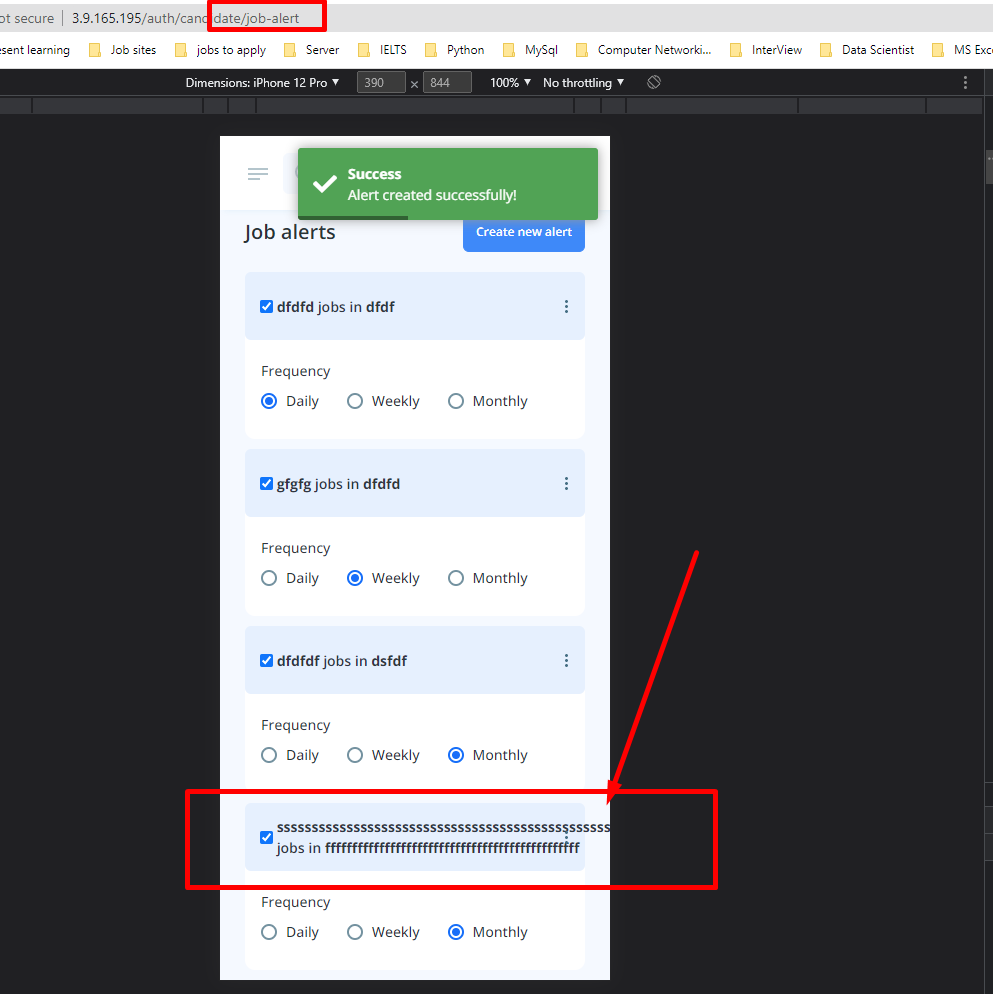 ot secure | 3.9.165.195/auth/candidate/job-alert
esent learning Job sites jobs to apply Server IELTS Python MySql Computer Networki... InterView Data Scientist MS Exce
Dimensions: iPhone 12 Pro ▼ 390 × 844 100% ▼ No throttling ▼
Success
Alert created successfully!
Job alerts
Create new alert
dfdfd jobs in dfdf
Frequency
Daily Weekly Monthly
gfgfg jobs in dfdfd
Frequency
Daily Weekly Monthly
dfdfdf jobs in dsfdf
Frequency
Daily Weekly Monthly
jobs in
Frequency
Daily Weekly Monthly